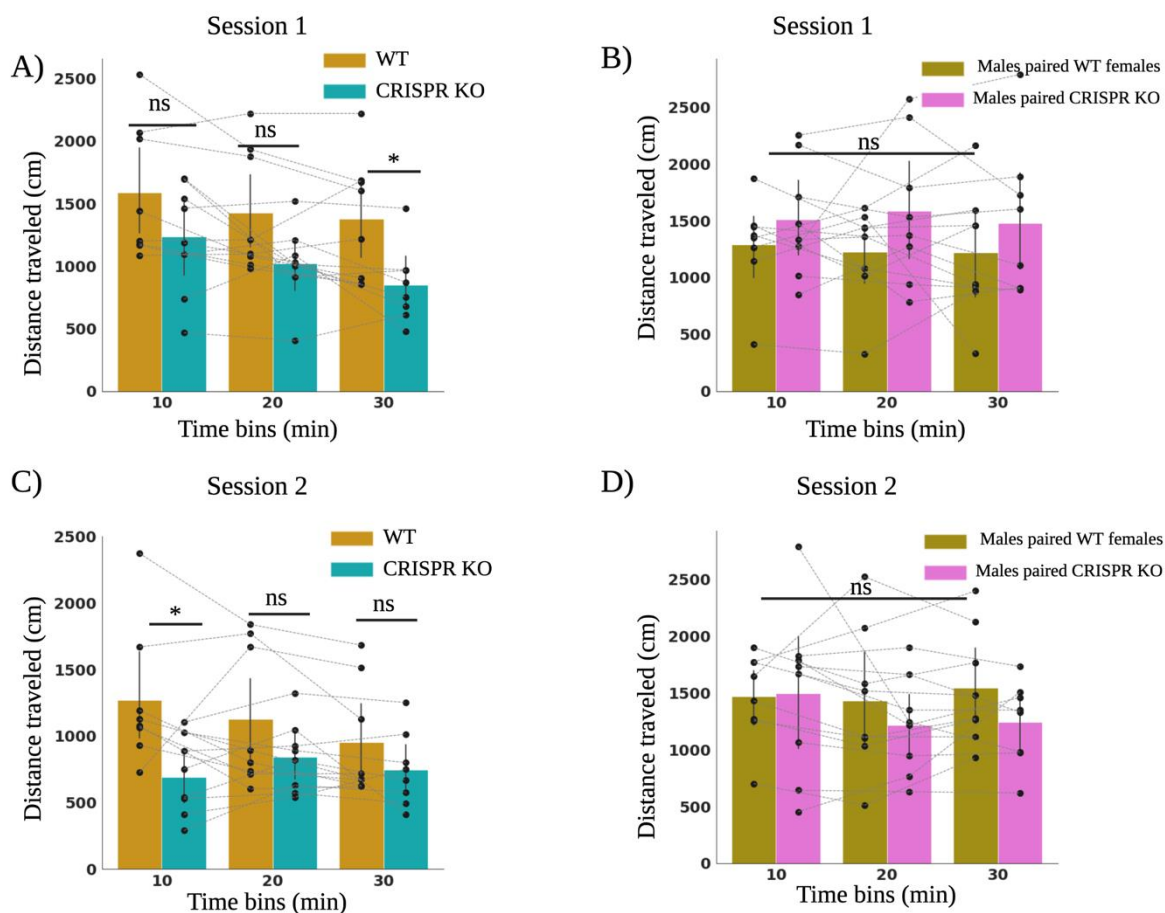 Session 1
A)
WT
CRISPR KO
ns
ns
*
Distance traveled (cm)
2500
2000
1500
1000
500
0
10
20
30
Time bins (min)
Session 1
B)
Males paired WT females
Males paired CRISPR KO
ns
Distance traveled (cm)
2500
2000
1500
1000
500
0
10
20
30
Time bins (min)
Session 2
C)
WT
CRISPR KO
*
ns
ns
Distance traveled (cm)
2500
2000
1500
1000
500
0
10
20
30
Time bins (min)
Session 2
D)
Males paired WT females
Males paired CRISPR KO
ns
Distance traveled (cm)
2500
2000
1500
1000
500
0
10
20
30
Time bins (min)